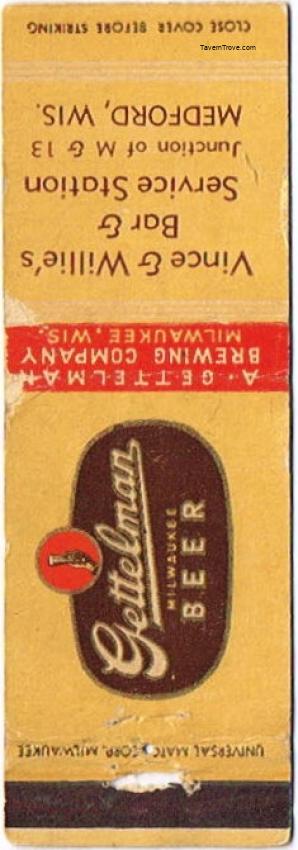 TavernTrove.com
CLOSE COVER BEFORE STRIKING
Vince & Willie's
Bar &
Service Station
Junction of M & 13
MEDFORD, WIS.
A·GETTELMAN
BREWING COMPANY
MILWAUKEE, WIS.
Gettelman
MILWAUKEE
BEER
UNIVERSAL MATCH CORP., MILWAUKEE